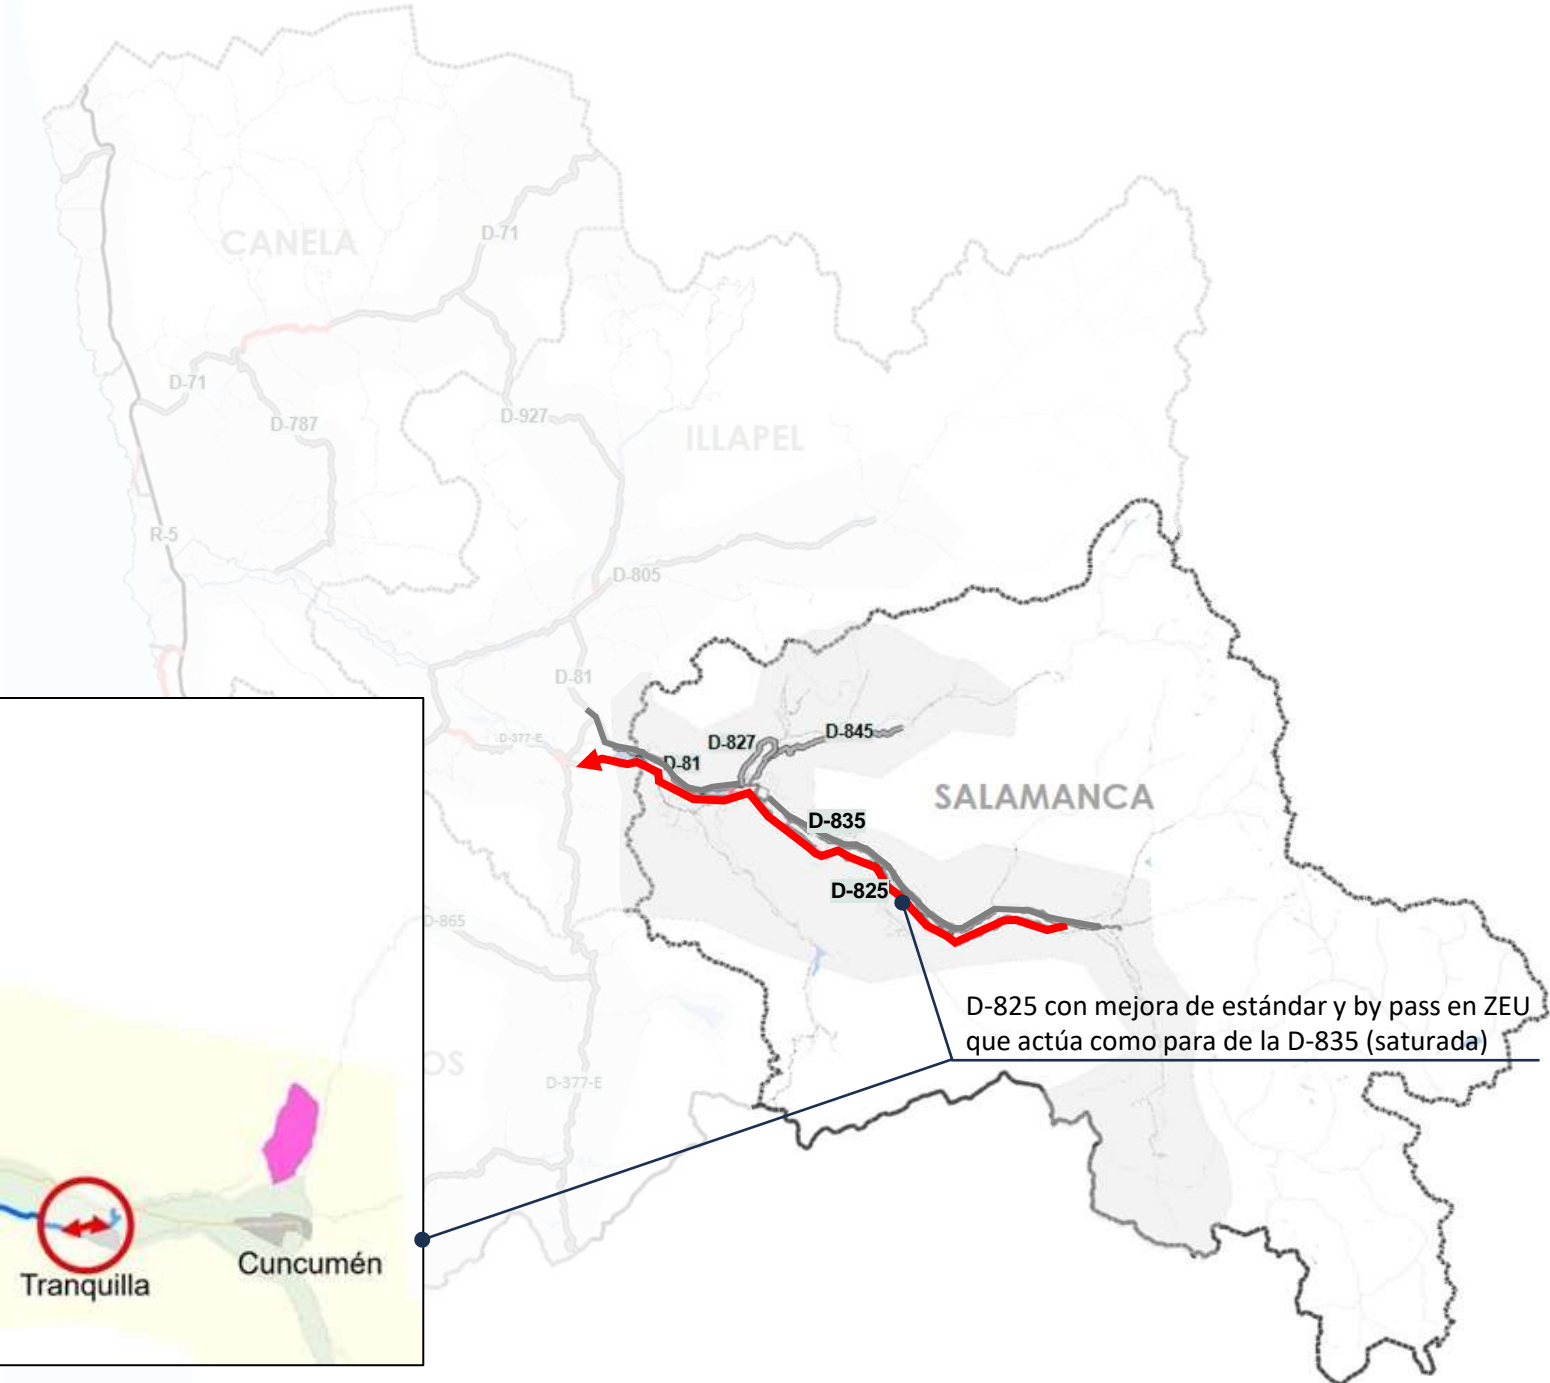 CANELA
D-71
D-71
D-787
D-927
ILLAPEL
R-5
D-805
D-81
D-377-E
D-827
D-845
D-81
SALAMANCA
D-835
D-825
D-865
D-825 con mejora de estándar y by pass en ZEU
que actúa como para de la D-835 (saturada)
OS
D-377-E
Cuncumén
Tranquilla